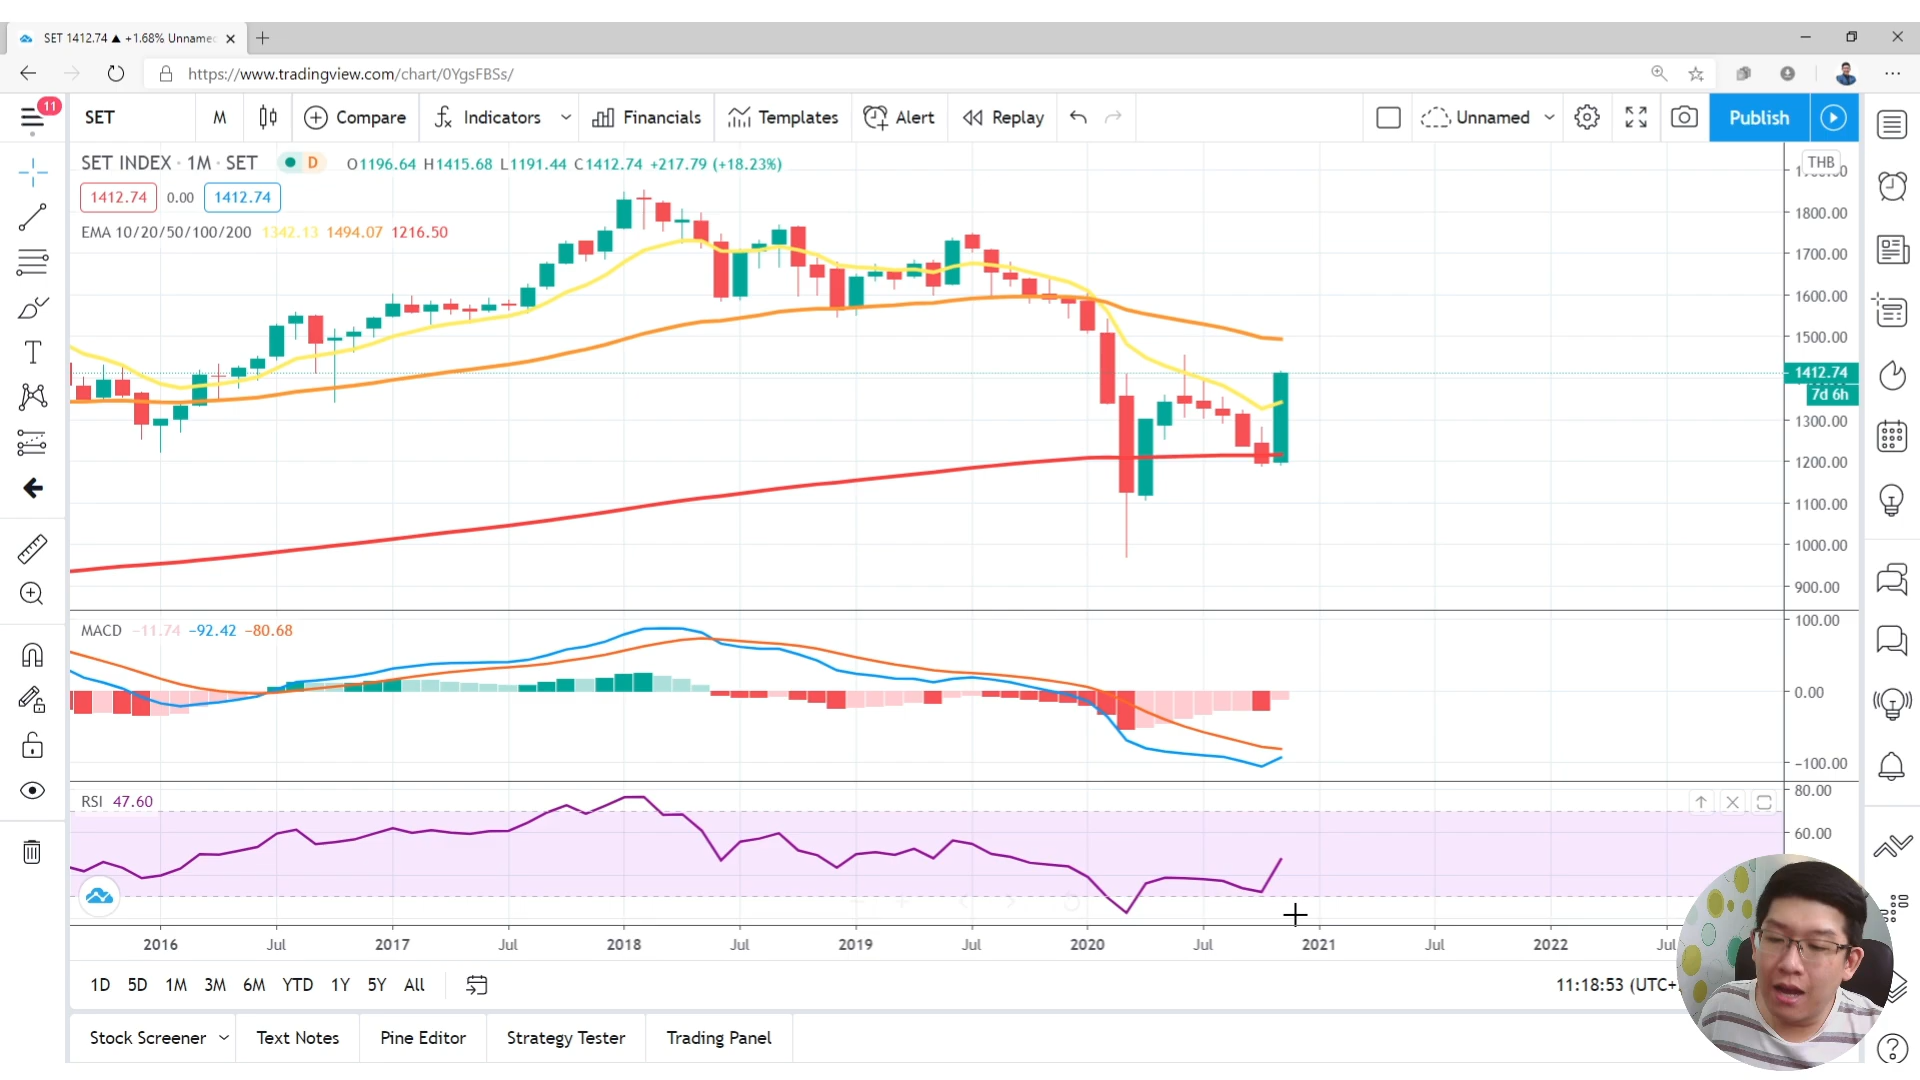 SET 1412.74 ▲ +1.68% Unname
https://www.tradingview.com/chart/0YgsFBSs/
11
SET M Compare Indicators Financials Templates Alert Replay Unnamed Publish
SET INDEX · 1M · SET D O1196.64 H1415.68 L1191.44 C1412.74 +217.79 (+18.23%)
1412.74 0.00 1412.74
EMA 10/20/50/100/200 1342.13 1494.07 1216.50
THB
1800.00
1700.00
1600.00
1500.00
1412.74
7d 6h
1300.00
1200.00
1100.00
1000.00
900.00
MACD −11.74 −92.42 −80.68
100.00
0.00
−100.00
RSI 47.60
80.00
60.00
2016 Jul 2017 Jul 2018 Jul 2019 Jul 2020 Jul 2021 Jul 2022 Jul
1D 5D 1M 3M 6M YTD 1Y 5Y All
11:18:53 (UTC+
Stock Screener Text Notes Pine Editor Strategy Tester Trading Panel